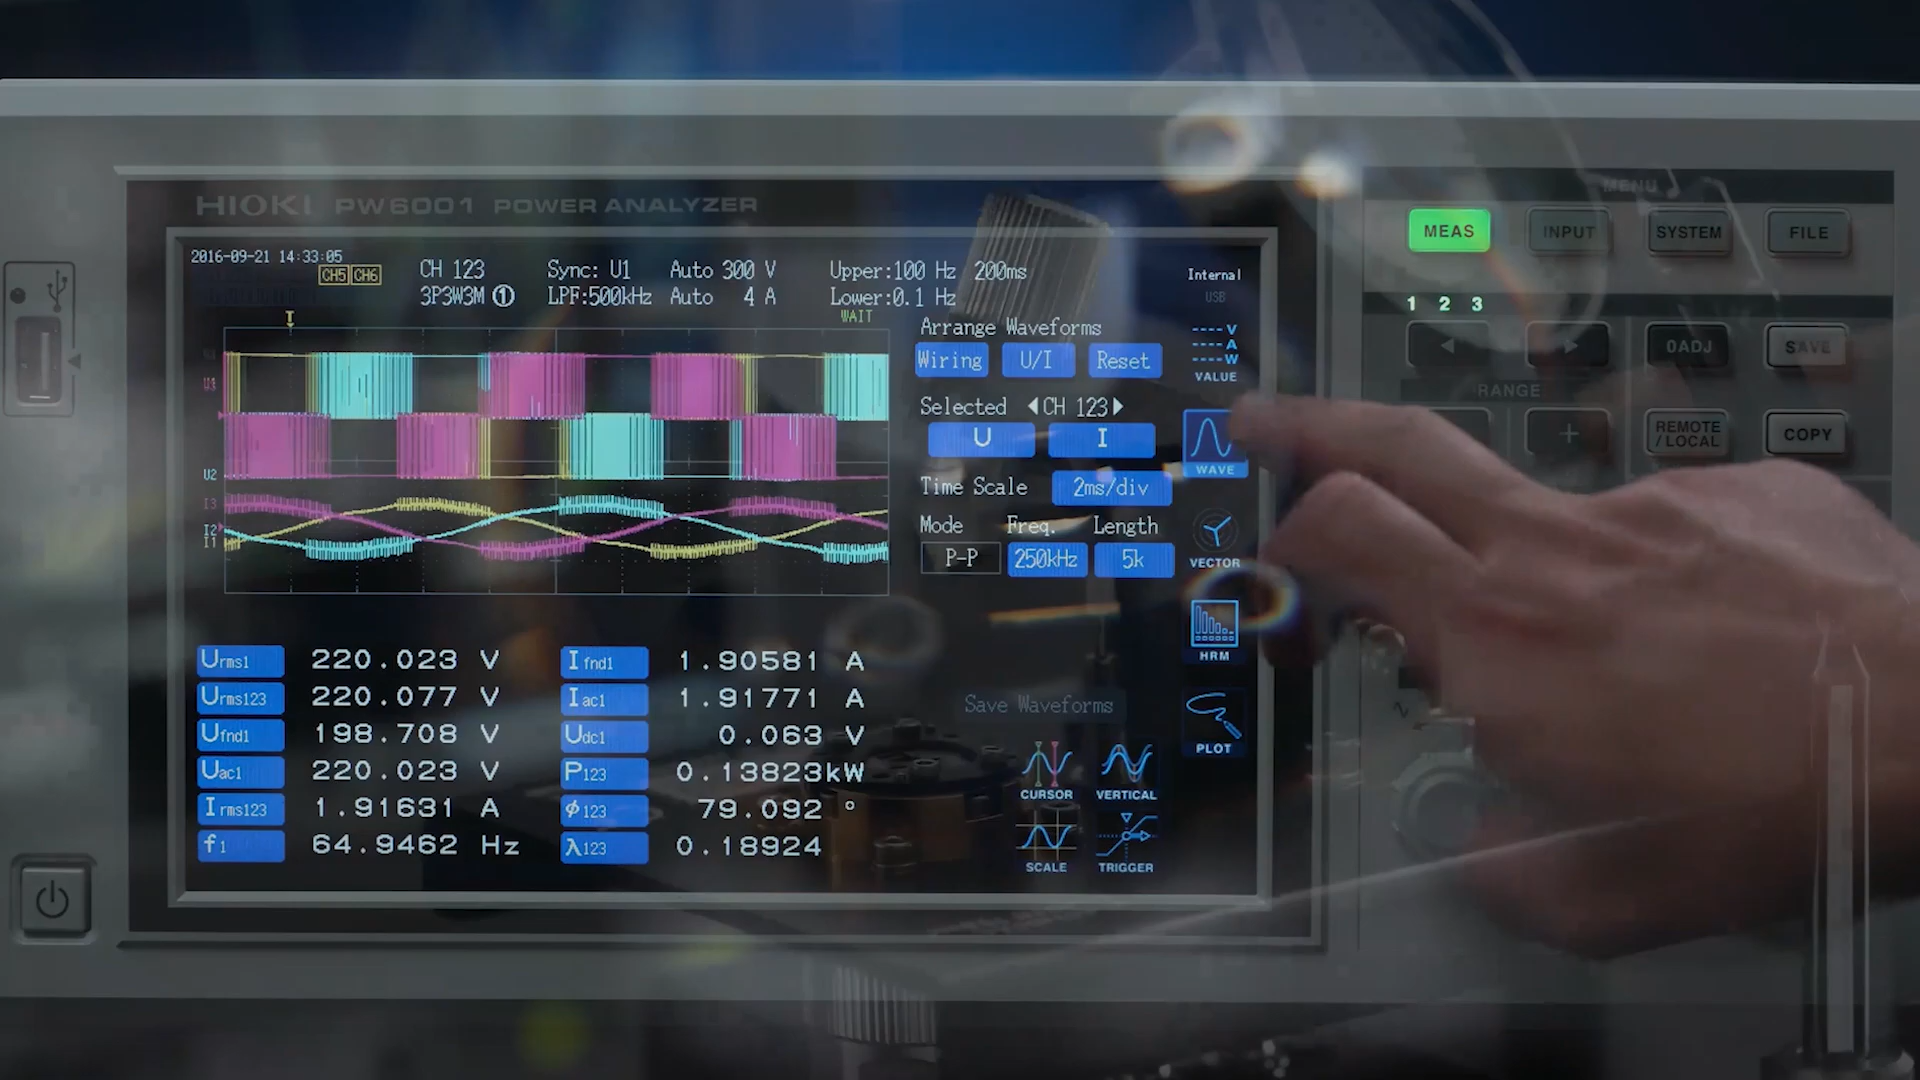 HIOKI PW6001 POWER ANALYZER
2016-09-21 14:33:05
CH5 CH6
CH 123
3P3W3M ①
Sync: U1
LPF:500kHz
Auto 300 V
Auto 4 A
Upper:100 Hz 200ms
Lower:0.1 Hz
WAIT
Internal
USB
T
U2
I3
I2
I1
Arrange Waveforms
Wiring U/I Reset
Selected CH 123
U I
Time Scale 2ms/div
Mode Freq. Length
P-P 250kHz 5k
Save Waveforms
CURSOR VERTICAL
SCALE TRIGGER
V
A
W
VALUE
WAVE
VECTOR
HRM
PLOT
Urms1 220.023 V
Urms123 220.077 V
Ufnd1 198.708 V
Uac1 220.023 V
Irms123 1.91631 A
f1 64.9462 Hz
Ifnd1 1.90581 A
Iac1 1.91771 A
Udc1 0.063 V
P123 0.13823kW
φ123 79.092 °
λ123 0.18924
MENU
MEAS INPUT SYSTEM FILE
1 2 3
0ADJ SAVE
RANGE
+
REMOTE
/LOCAL
COPY